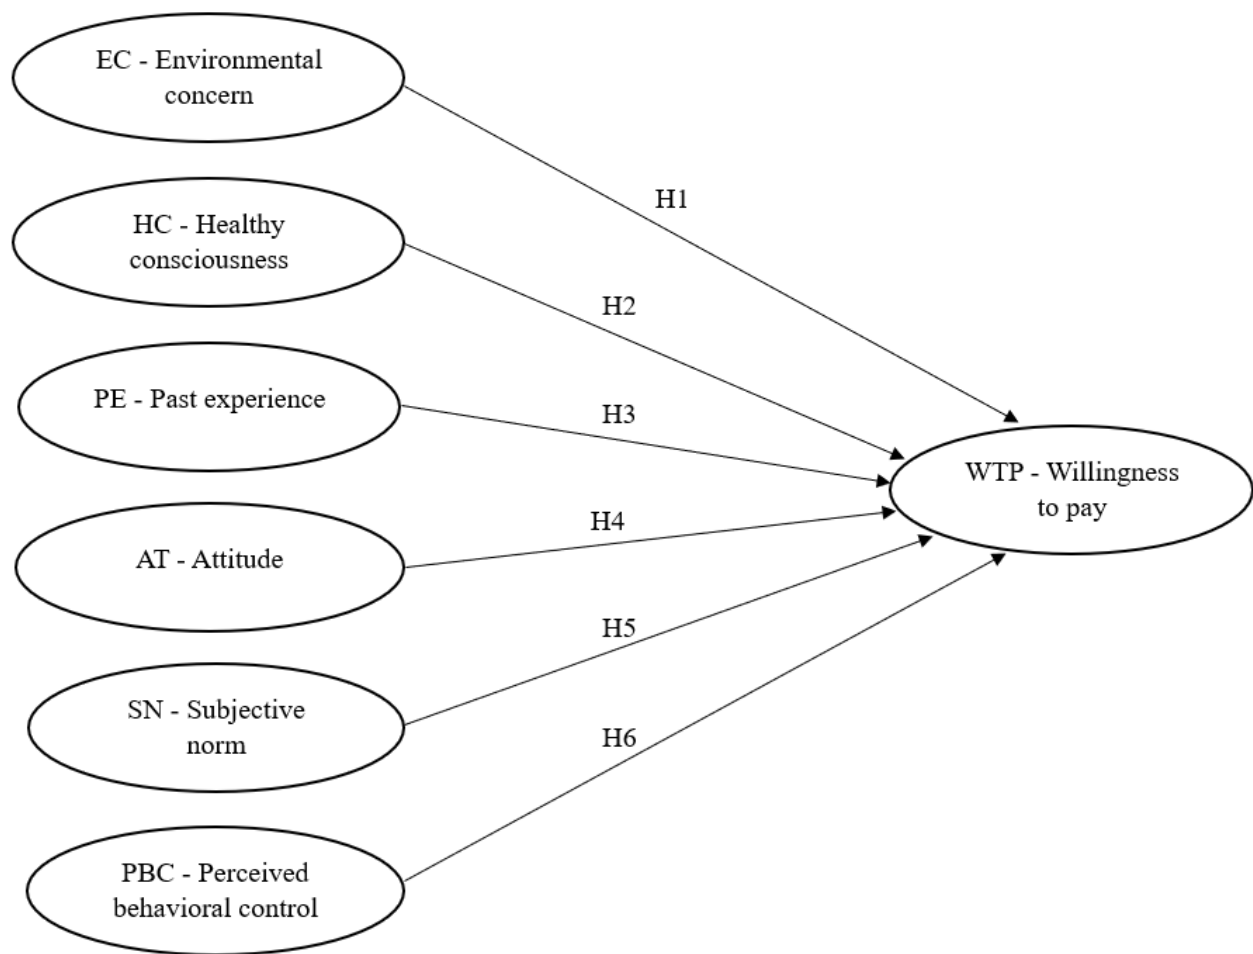 EC - Environmental
concern
H1
HC - Healthy
consciousness
H2
PE - Past experience
H3
WTP - Willingness
to pay
AT - Attitude
H4
SN - Subjective
norm
H5
PBC - Perceived
behavioral control
H6